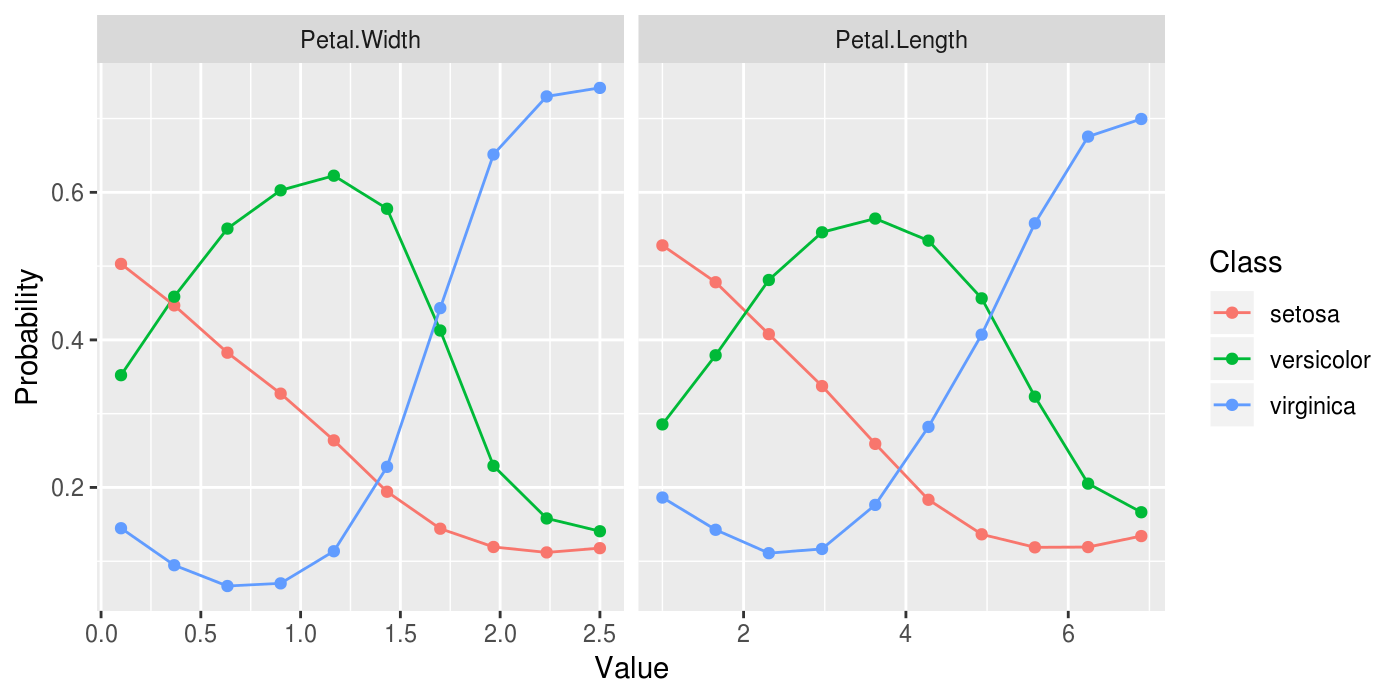 Petal.Width Petal.Length
Probability
0.6
0.4
0.2
0.0 0.5 1.0 1.5 2.0 2.5 2 4 6
Value
Class
setosa
versicolor
virginica